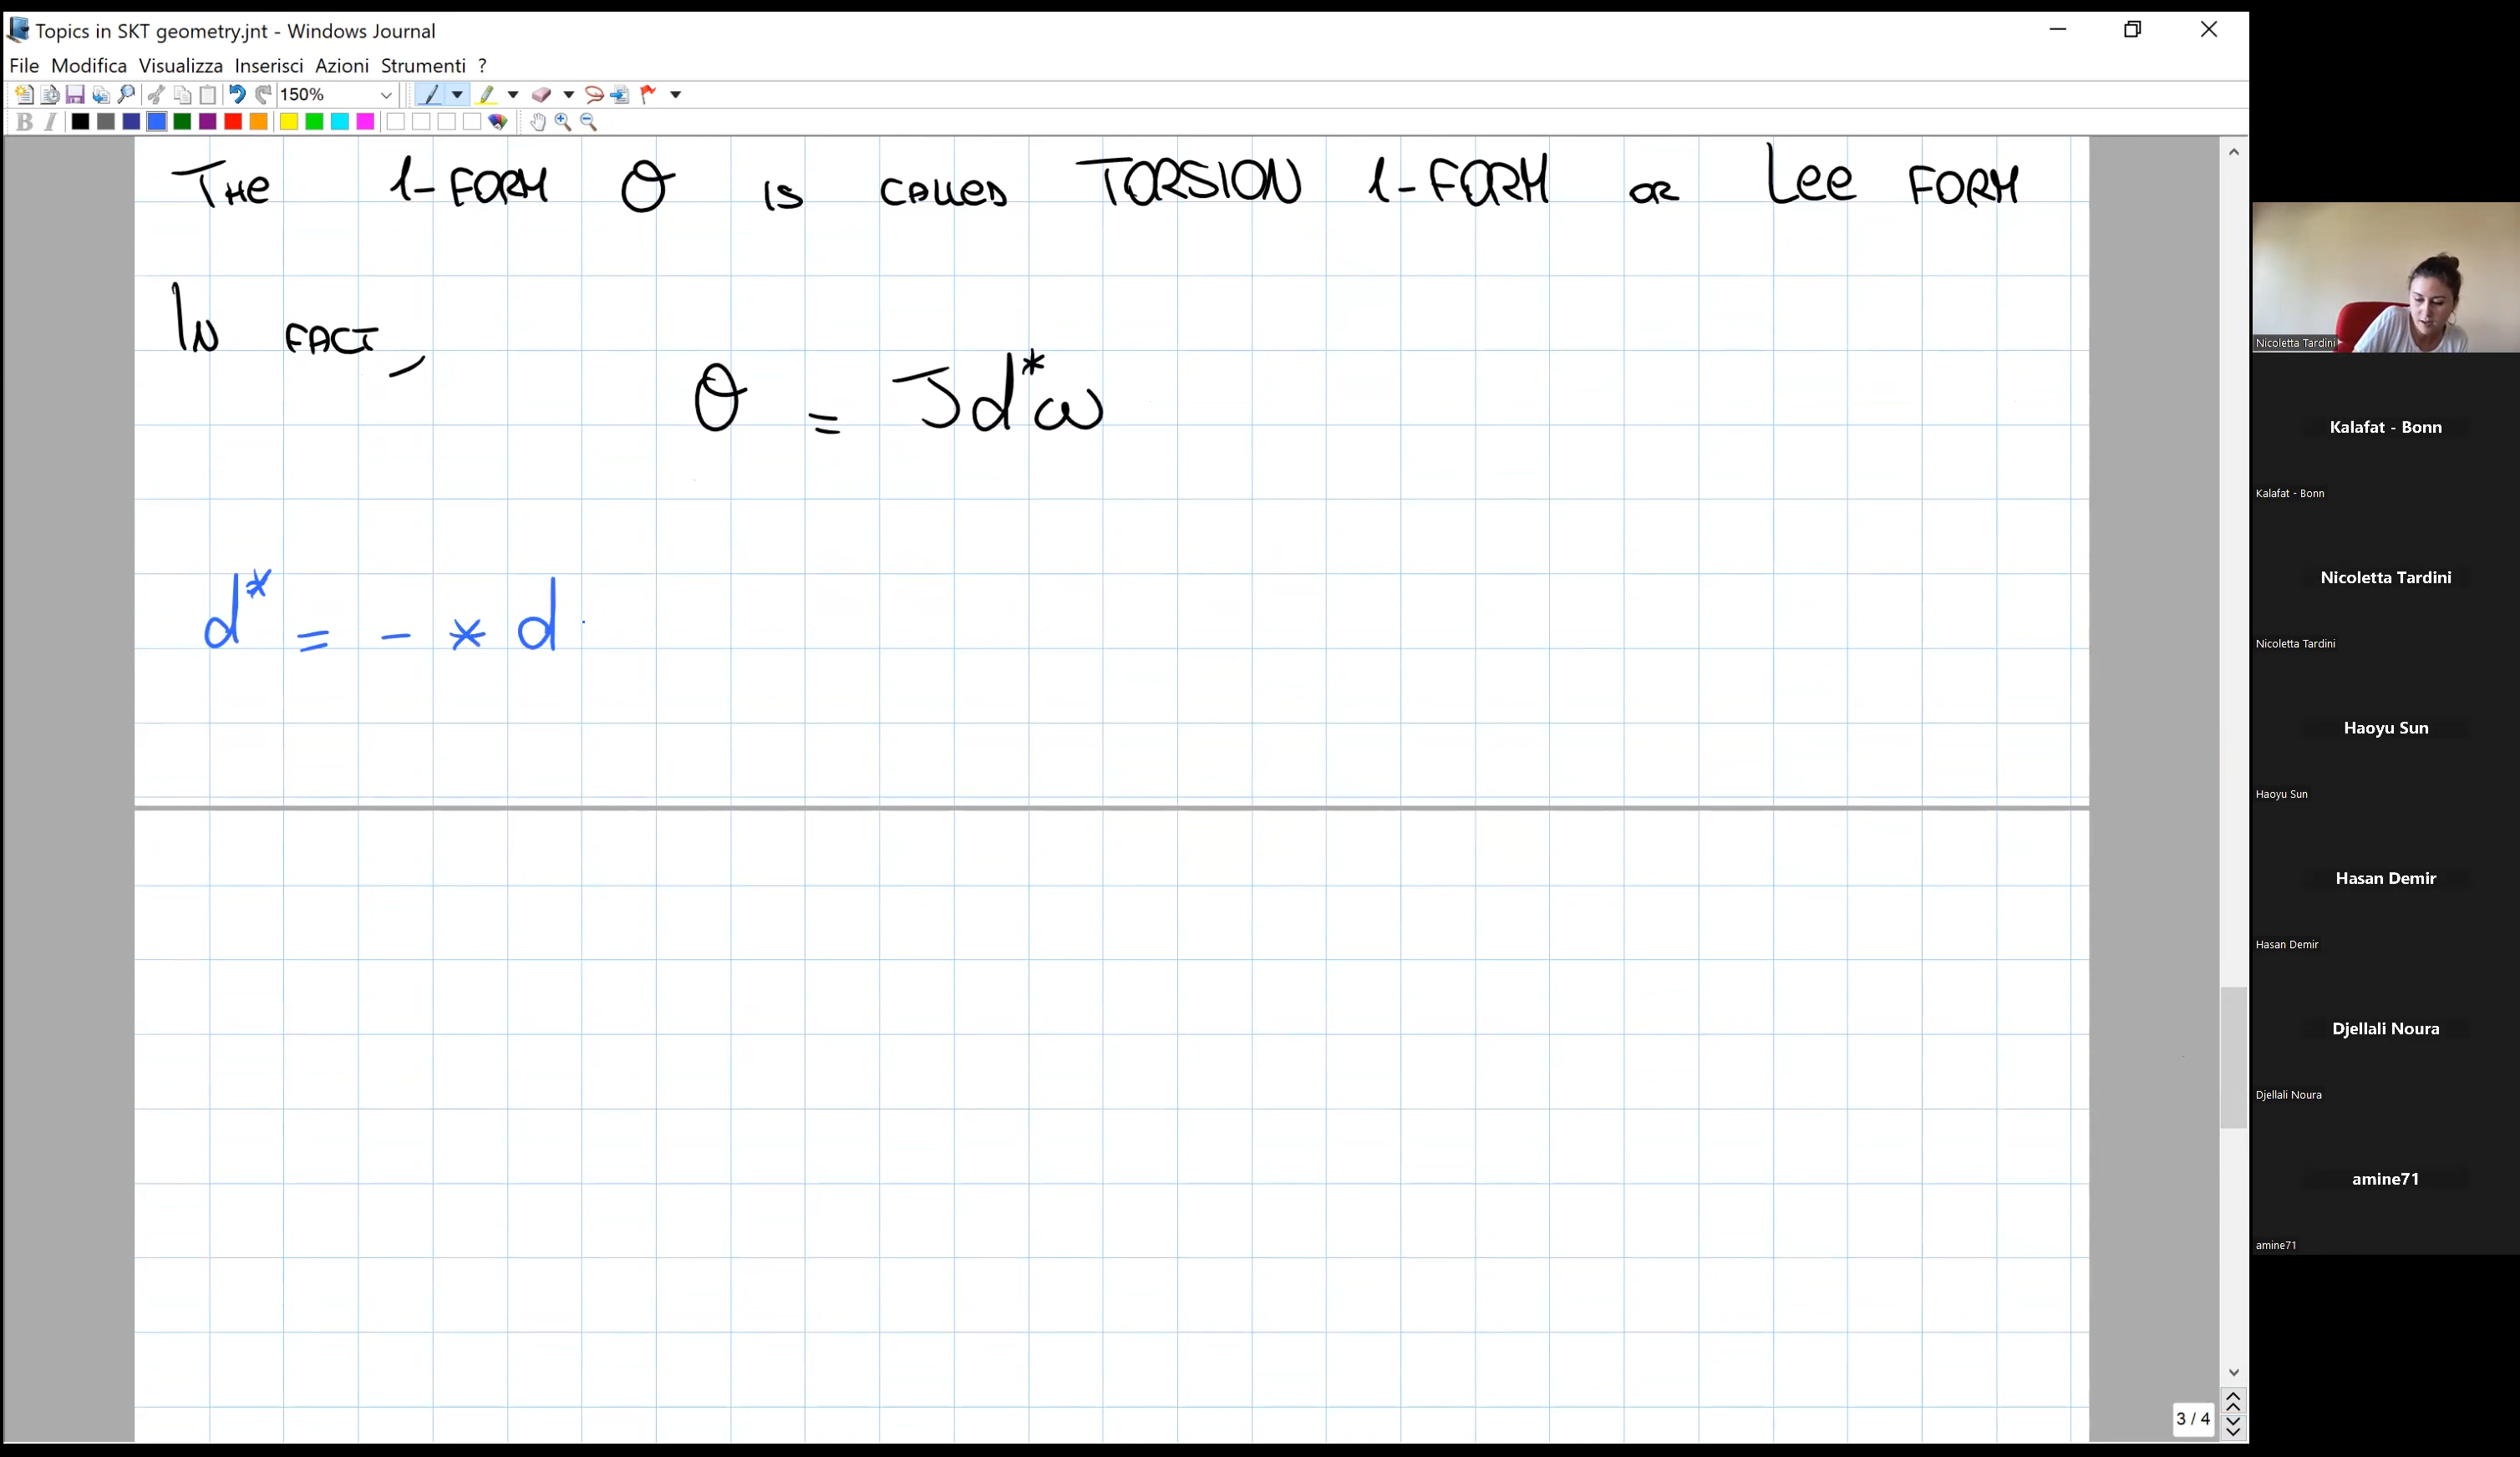 Topics in SKT geometry.jnt - Windows Journal
File Modifica Visualizza Inserisci Azioni Strumenti ?
150%
B I
THE 1-FORM θ IS CALLED TORSION 1-FORM OR LEE FORM
IN FACT,
θ = Jd*ω
d* = - * d
3 / 4
Nicoletta Tardini
Kalafat - Bonn
Kalafat - Bonn
Nicoletta Tardini
Nicoletta Tardini
Haoyu Sun
Haoyu Sun
Hasan Demir
Hasan Demir
Djellali Noura
Djellali Noura
amine71
amine71